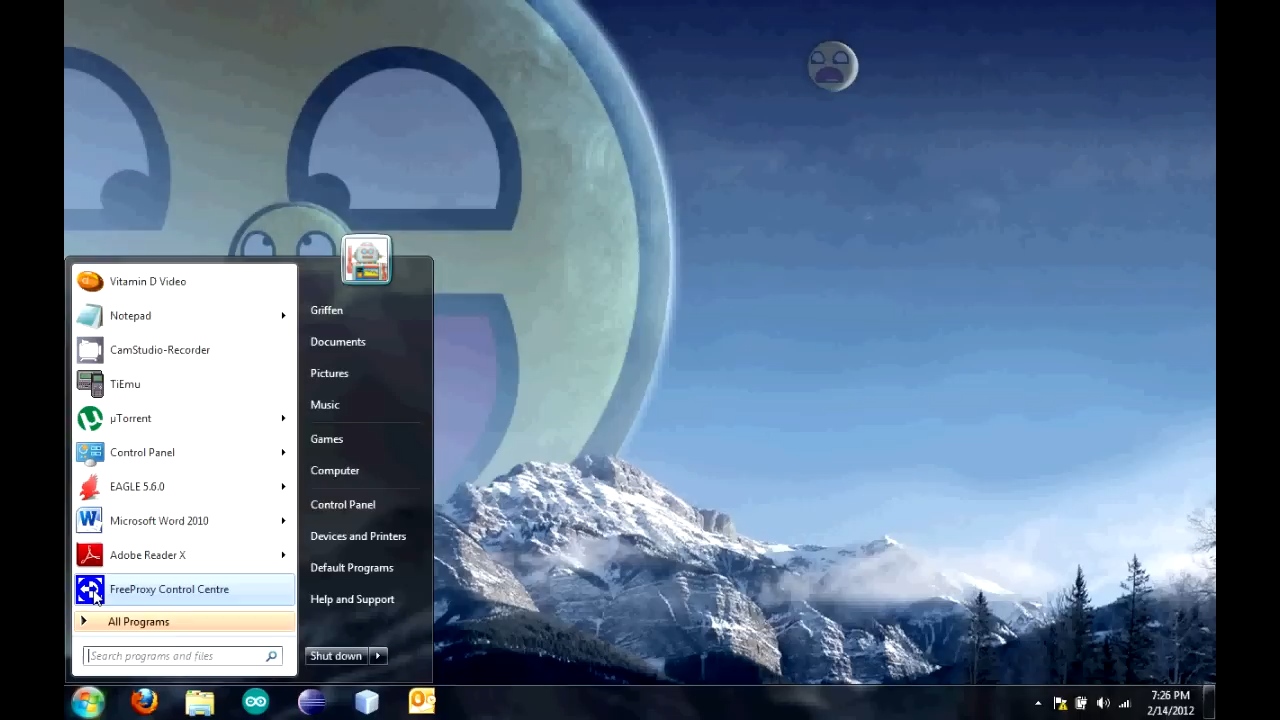 Vitamin D Video
Notepad
CamStudio-Recorder
TiEmu
µTorrent
Control Panel
EAGLE 5.6.0
Microsoft Word 2010
Adobe Reader X
FreeProxy Control Centre
All Programs
Search programs and files
Griffen
Documents
Pictures
Music
Games
Computer
Control Panel
Devices and Printers
Default Programs
Help and Support
Shut down
7:26 PM
2/14/2012